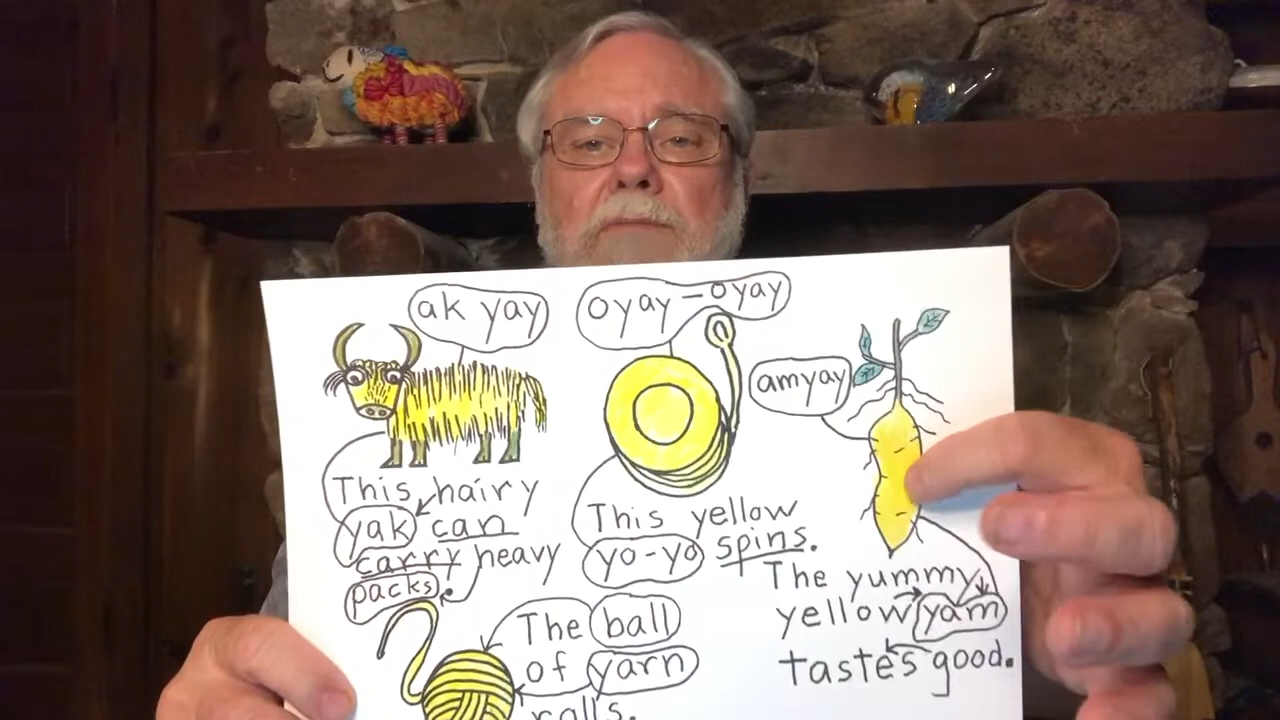 ak yay
This hairy
yak can
carry heavy
packs.
oyay-oyay
This yellow
yo-yo spins.
amyay
The yummy
yellow yam
tastes good.
The ball
of yarn
rolls.